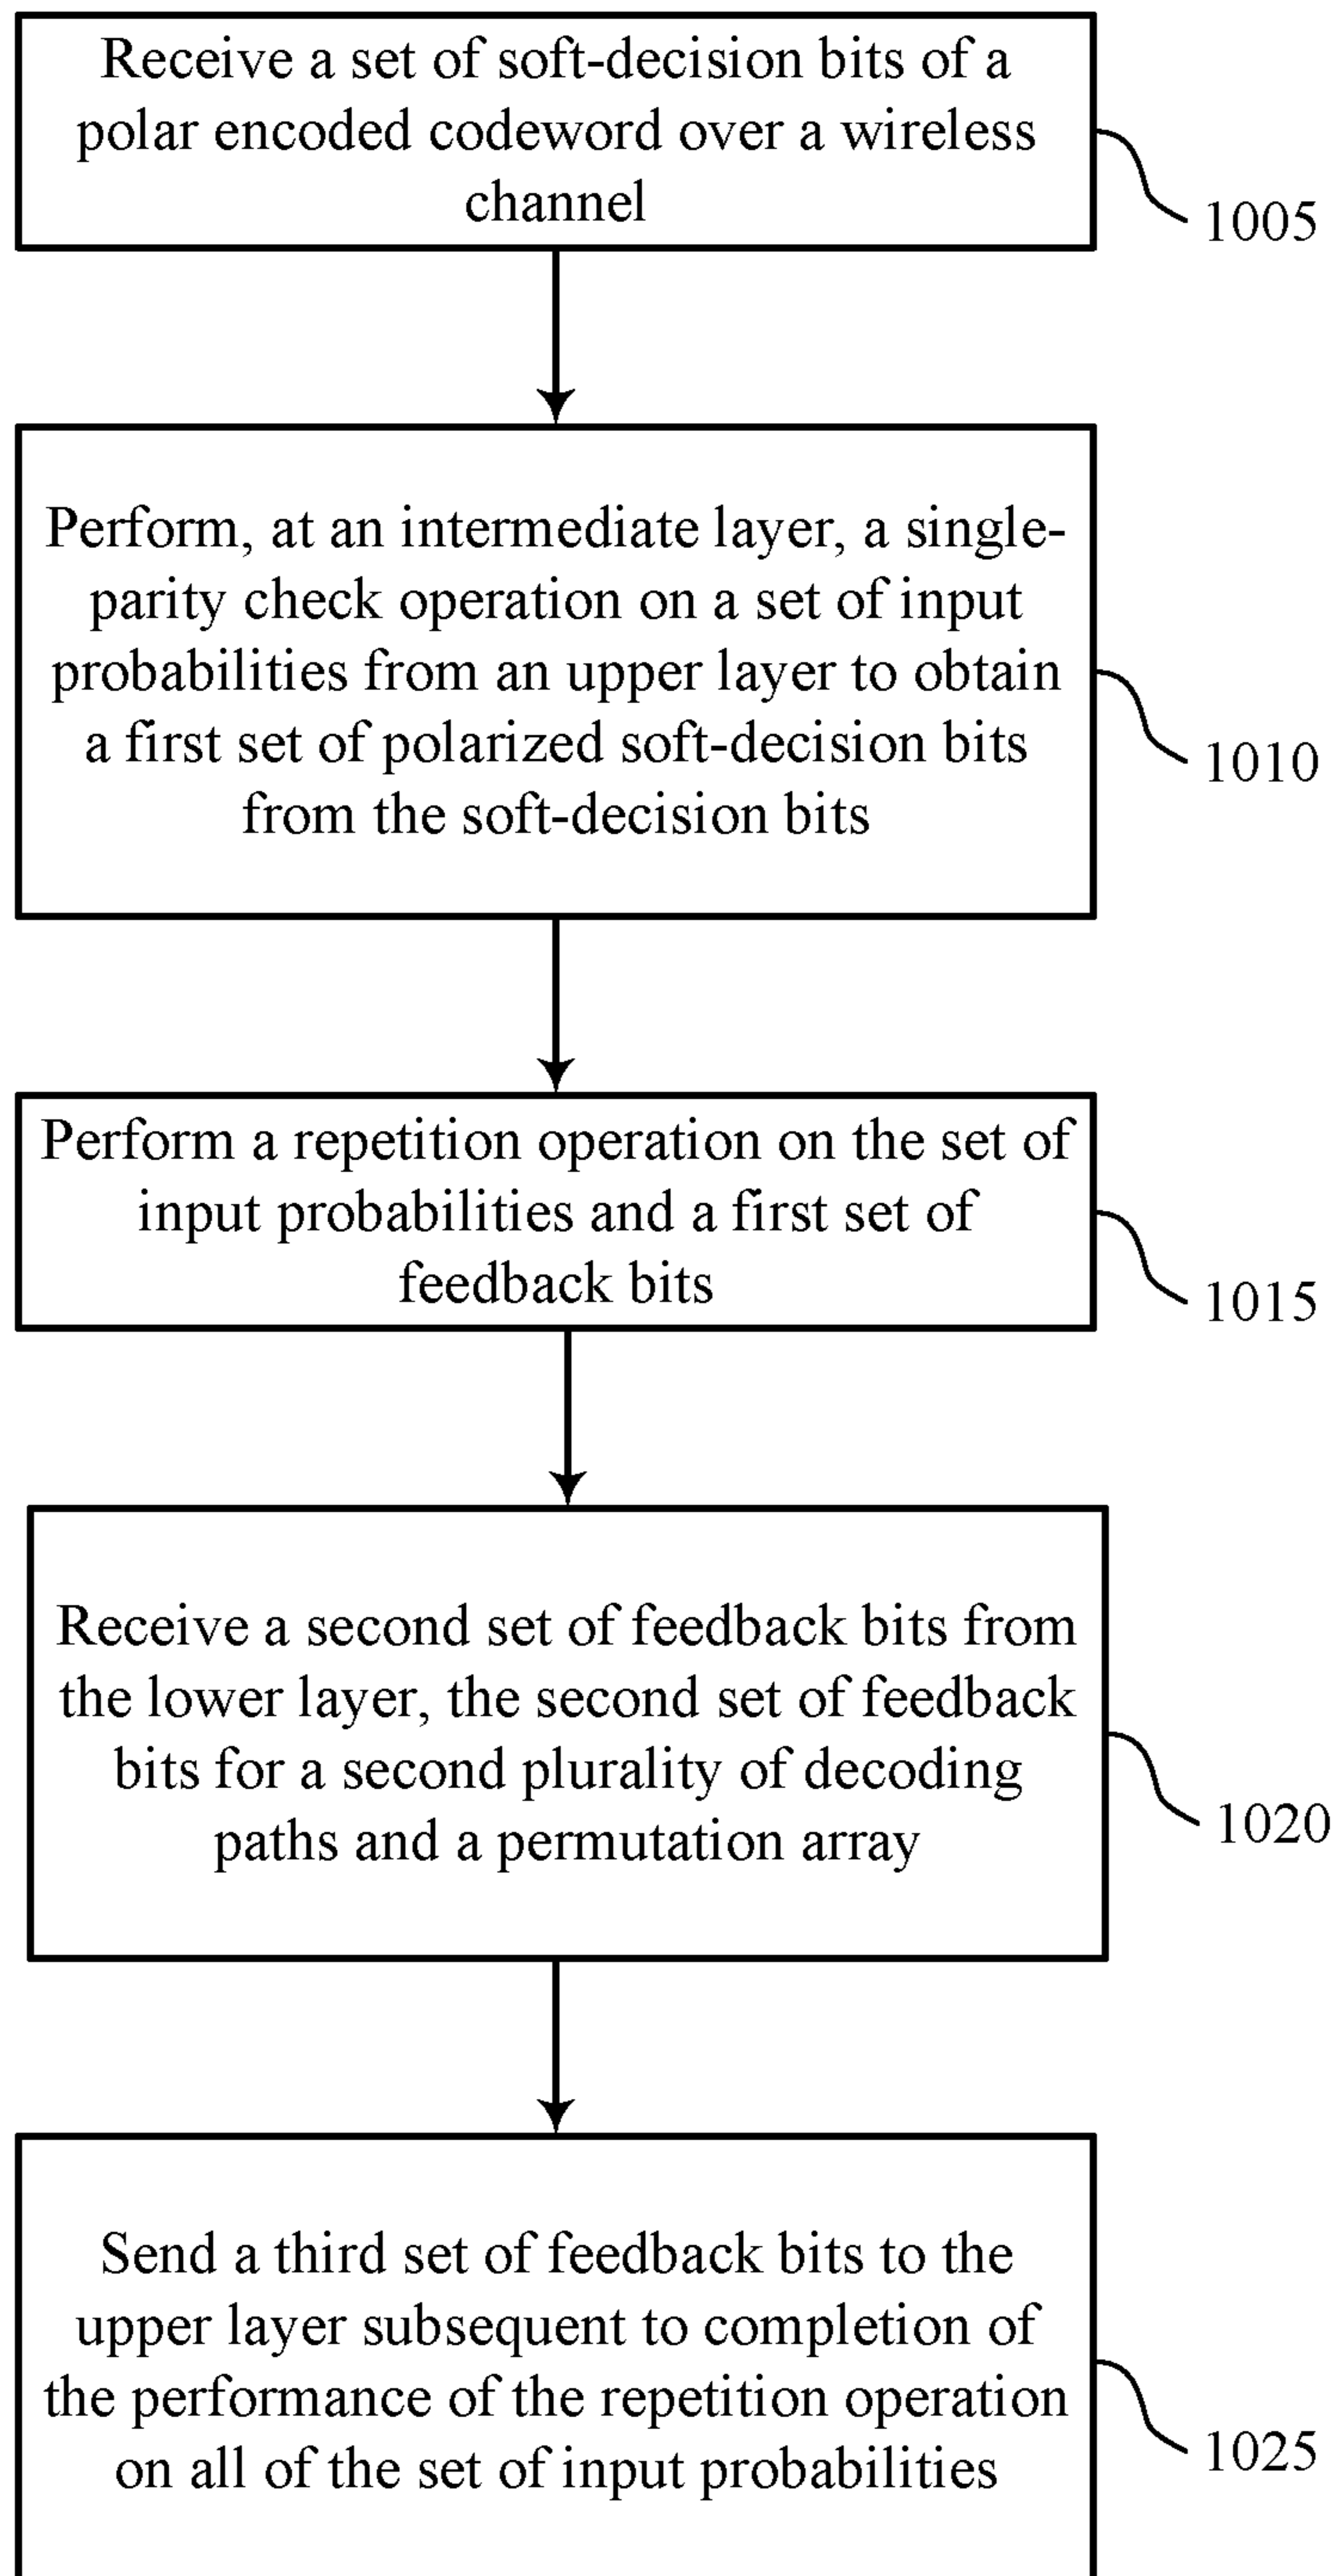 Receive a set of soft-decision bits of a
polar encoded codeword over a wireless
channel
1005
Perform, at an intermediate layer, a single-
parity check operation on a set of input
probabilities from an upper layer to obtain
a first set of polarized soft-decision bits
from the soft-decision bits
1010
Perform a repetition operation on the set of
input probabilities and a first set of
feedback bits
1015
Receive a second set of feedback bits from
the lower layer, the second set of feedback
bits for a second plurality of decoding
paths and a permutation array
1020
Send a third set of feedback bits to the
upper layer subsequent to completion of
the performance of the repetition operation
on all of the set of input probabilities
1025